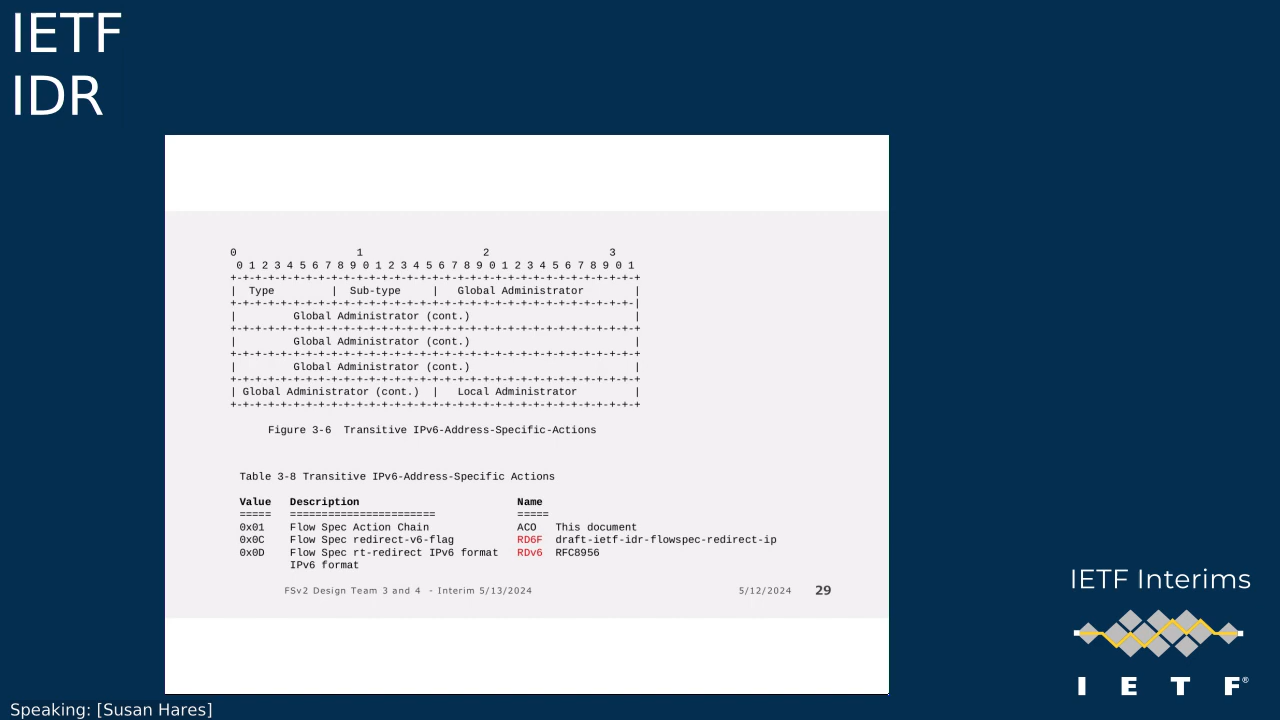 IETF
IDR
0                   1                   2                   3
 0 1 2 3 4 5 6 7 8 9 0 1 2 3 4 5 6 7 8 9 0 1 2 3 4 5 6 7 8 9 0 1
+-+-+-+-+-+-+-+-+-+-+-+-+-+-+-+-+-+-+-+-+-+-+-+-+-+-+-+-+-+-+-+-+
|  Type         |  Sub-type     |   Global Administrator        |
+-+-+-+-+-+-+-+-+-+-+-+-+-+-+-+-+-+-+-+-+-+-+-+-+-+-+-+-+-+-+-+-|
|         Global Administrator (cont.)                          |
+-+-+-+-+-+-+-+-+-+-+-+-+-+-+-+-+-+-+-+-+-+-+-+-+-+-+-+-+-+-+-+-+
|         Global Administrator (cont.)                          |
+-+-+-+-+-+-+-+-+-+-+-+-+-+-+-+-+-+-+-+-+-+-+-+-+-+-+-+-+-+-+-+-+
|         Global Administrator (cont.)                          |
+-+-+-+-+-+-+-+-+-+-+-+-+-+-+-+-+-+-+-+-+-+-+-+-+-+-+-+-+-+-+-+-+
| Global Administrator (cont.)  |   Local Administrator         |
+-+-+-+-+-+-+-+-+-+-+-+-+-+-+-+-+-+-+-+-+-+-+-+-+-+-+-+-+-+-+-+-+
Figure 3-6  Transitive IPv6-Address-Specific-Actions
Table 3-8 Transitive IPv6-Address-Specific Actions
Value   Description                   Name
=====   =======================       =====
0x01    Flow Spec Action Chain        ACO   This document
0x0C    Flow Spec redirect-v6-flag    RD6F  draft-ietf-idr-flowspec-redirect-ip
0x0D    Flow Spec rt-redirect IPv6 format   RDv6  RFC8956
IPv6 format
FSv2 Design Team 3 and 4  - Interim 5/13/2024   5/12/2024   29
IETF Interims
I E T F®
Speaking: [Susan Hares]